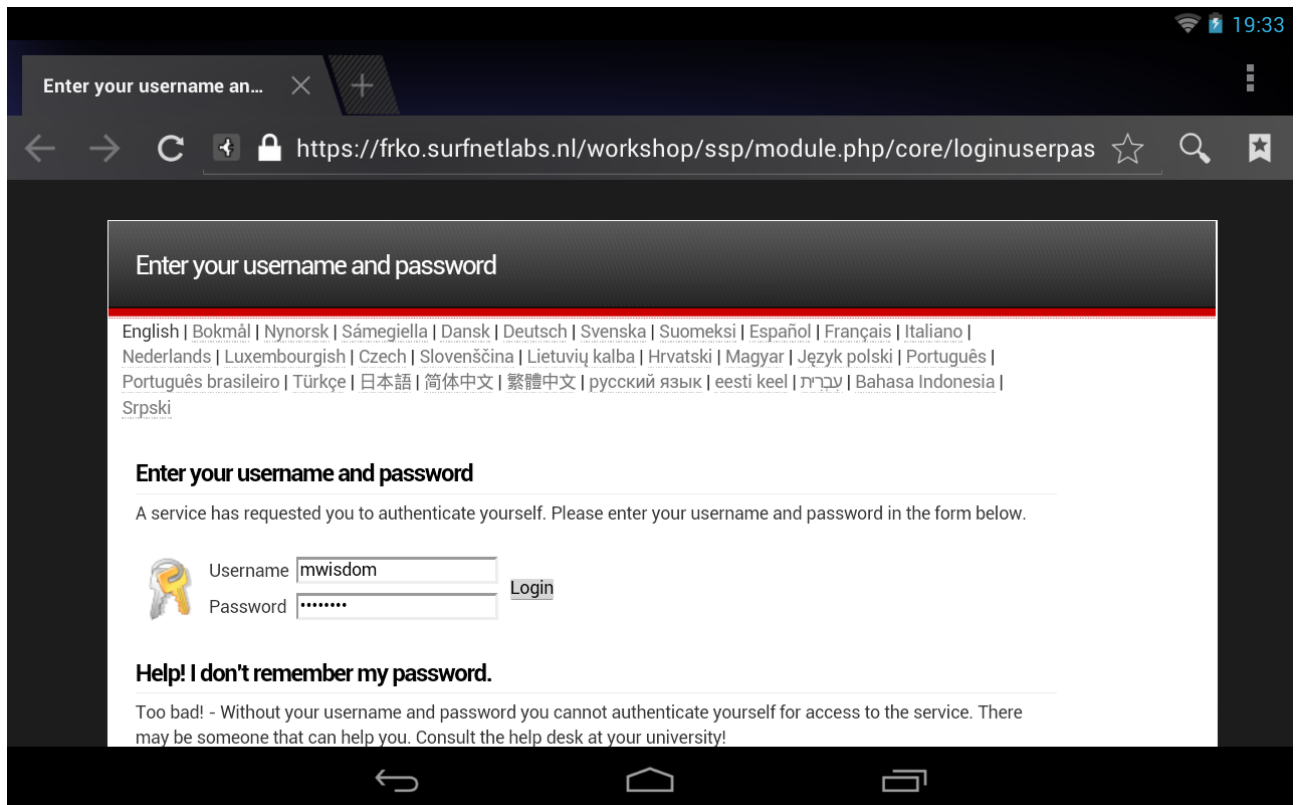 19:33
Enter your username an...
https://frko.surfnetlabs.nl/workshop/ssp/module.php/core/loginuserpas
Enter your username and password
English | Bokmål | Nynorsk | Sámegiella | Dansk | Deutsch | Svenska | Suomeksi | Español | Français | Italiano |
Nederlands | Luxembourgish | Czech | Slovenščina | Lietuvių kalba | Hrvatski | Magyar | Język polski | Português |
Português brasileiro | Türkçe | 日本語 | 简体中文 | 繁體中文 | русский язык | eesti keel | עִבְרִית | Bahasa Indonesia |
Srpski
Enter your username and password
A service has requested you to authenticate yourself. Please enter your username and password in the form below.
Username mwisdom
Login
Password ••••••••
Help! I don't remember my password.
Too bad! - Without your username and password you cannot authenticate yourself for access to the service. There
may be someone that can help you. Consult the help desk at your university!